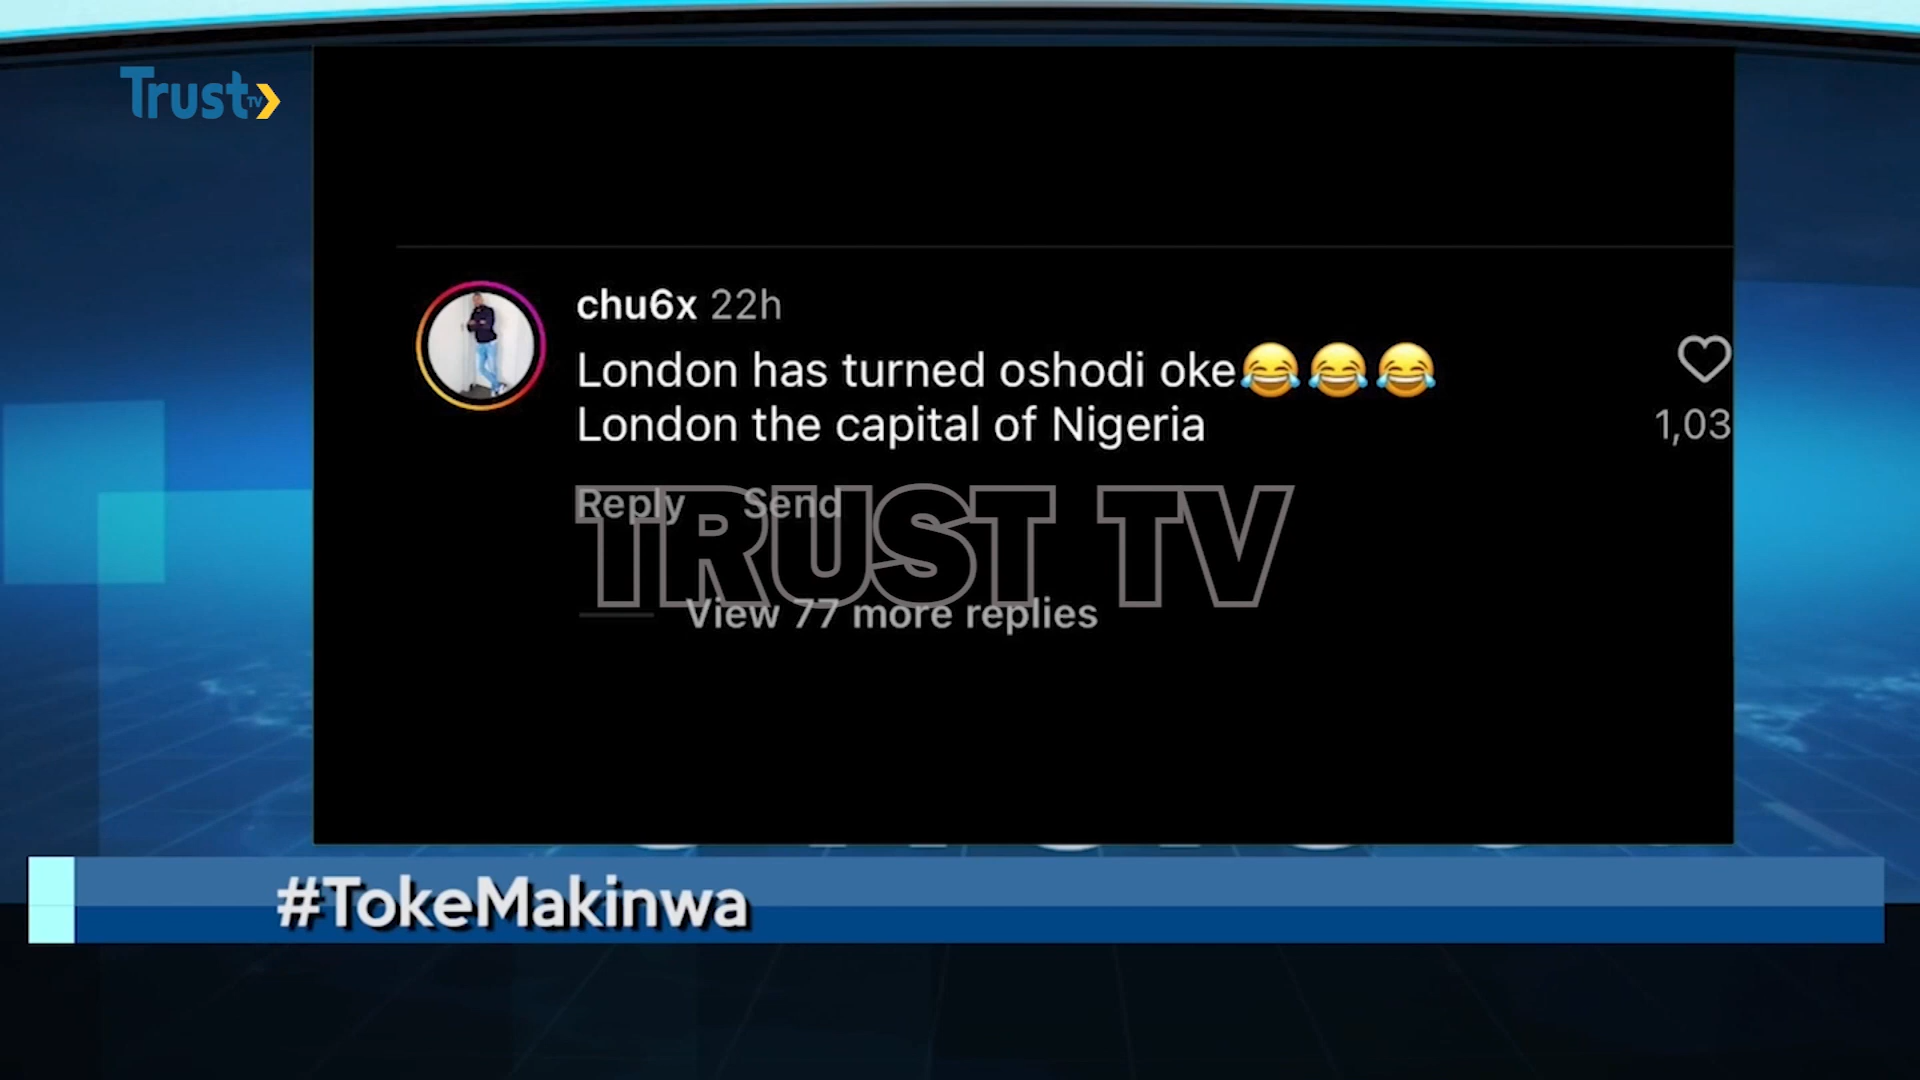 Trust TV
chu6x 22h
London has turned oshodi oke😂😂😂
London the capital of Nigeria
1,03
Reply Send
TRUST TV
View 77 more replies
#TokeMakinwa